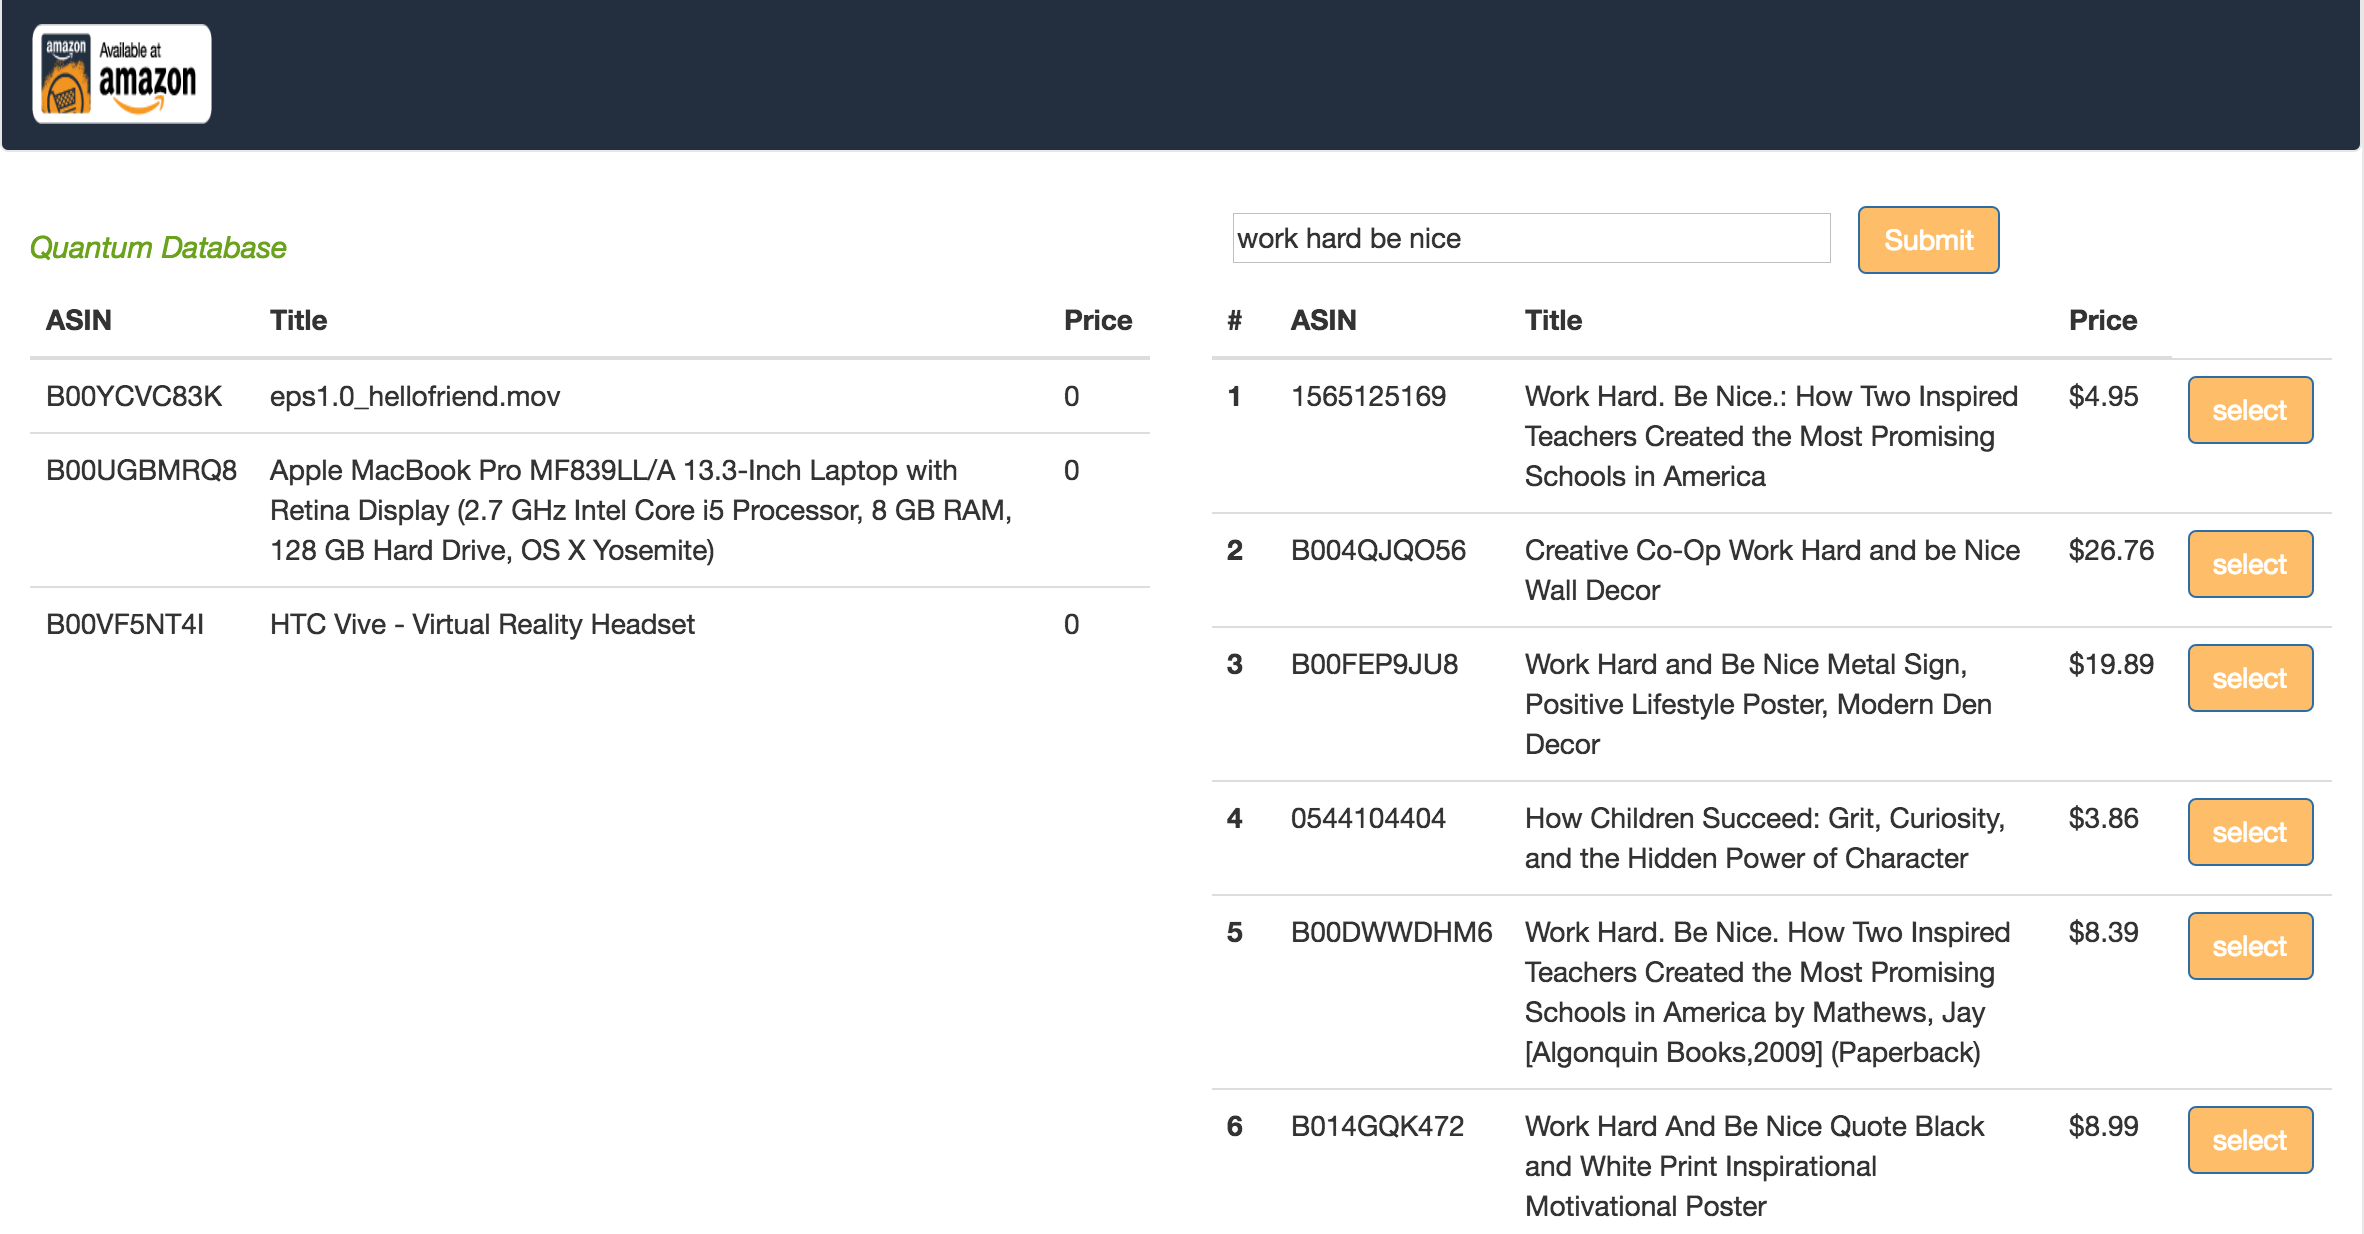 amazon
Available at
amazon
Quantum Database
ASIN Title Price
B00YCVC83K eps1.0_hellofriend.mov 0
B00UGBMRQ8 Apple MacBook Pro MF839LL/A 13.3-Inch Laptop with 0
Retina Display (2.7 GHz Intel Core i5 Processor, 8 GB RAM,
128 GB Hard Drive, OS X Yosemite)
B00VF5NT4I HTC Vive - Virtual Reality Headset 0
work hard be nice Submit
# ASIN Title Price
1 1565125169 Work Hard. Be Nice.: How Two Inspired $4.95 select
Teachers Created the Most Promising
Schools in America
2 B004QJQO56 Creative Co-Op Work Hard and be Nice $26.76 select
Wall Decor
3 B00FEP9JU8 Work Hard and Be Nice Metal Sign, $19.89 select
Positive Lifestyle Poster, Modern Den
Decor
4 0544104404 How Children Succeed: Grit, Curiosity, $3.86 select
and the Hidden Power of Character
5 B00DWWDHM6 Work Hard. Be Nice. How Two Inspired $8.39 select
Teachers Created the Most Promising
Schools in America by Mathews, Jay
[Algonquin Books,2009] (Paperback)
6 B014GQK472 Work Hard And Be Nice Quote Black $8.99 select
and White Print Inspirational
Motivational Poster